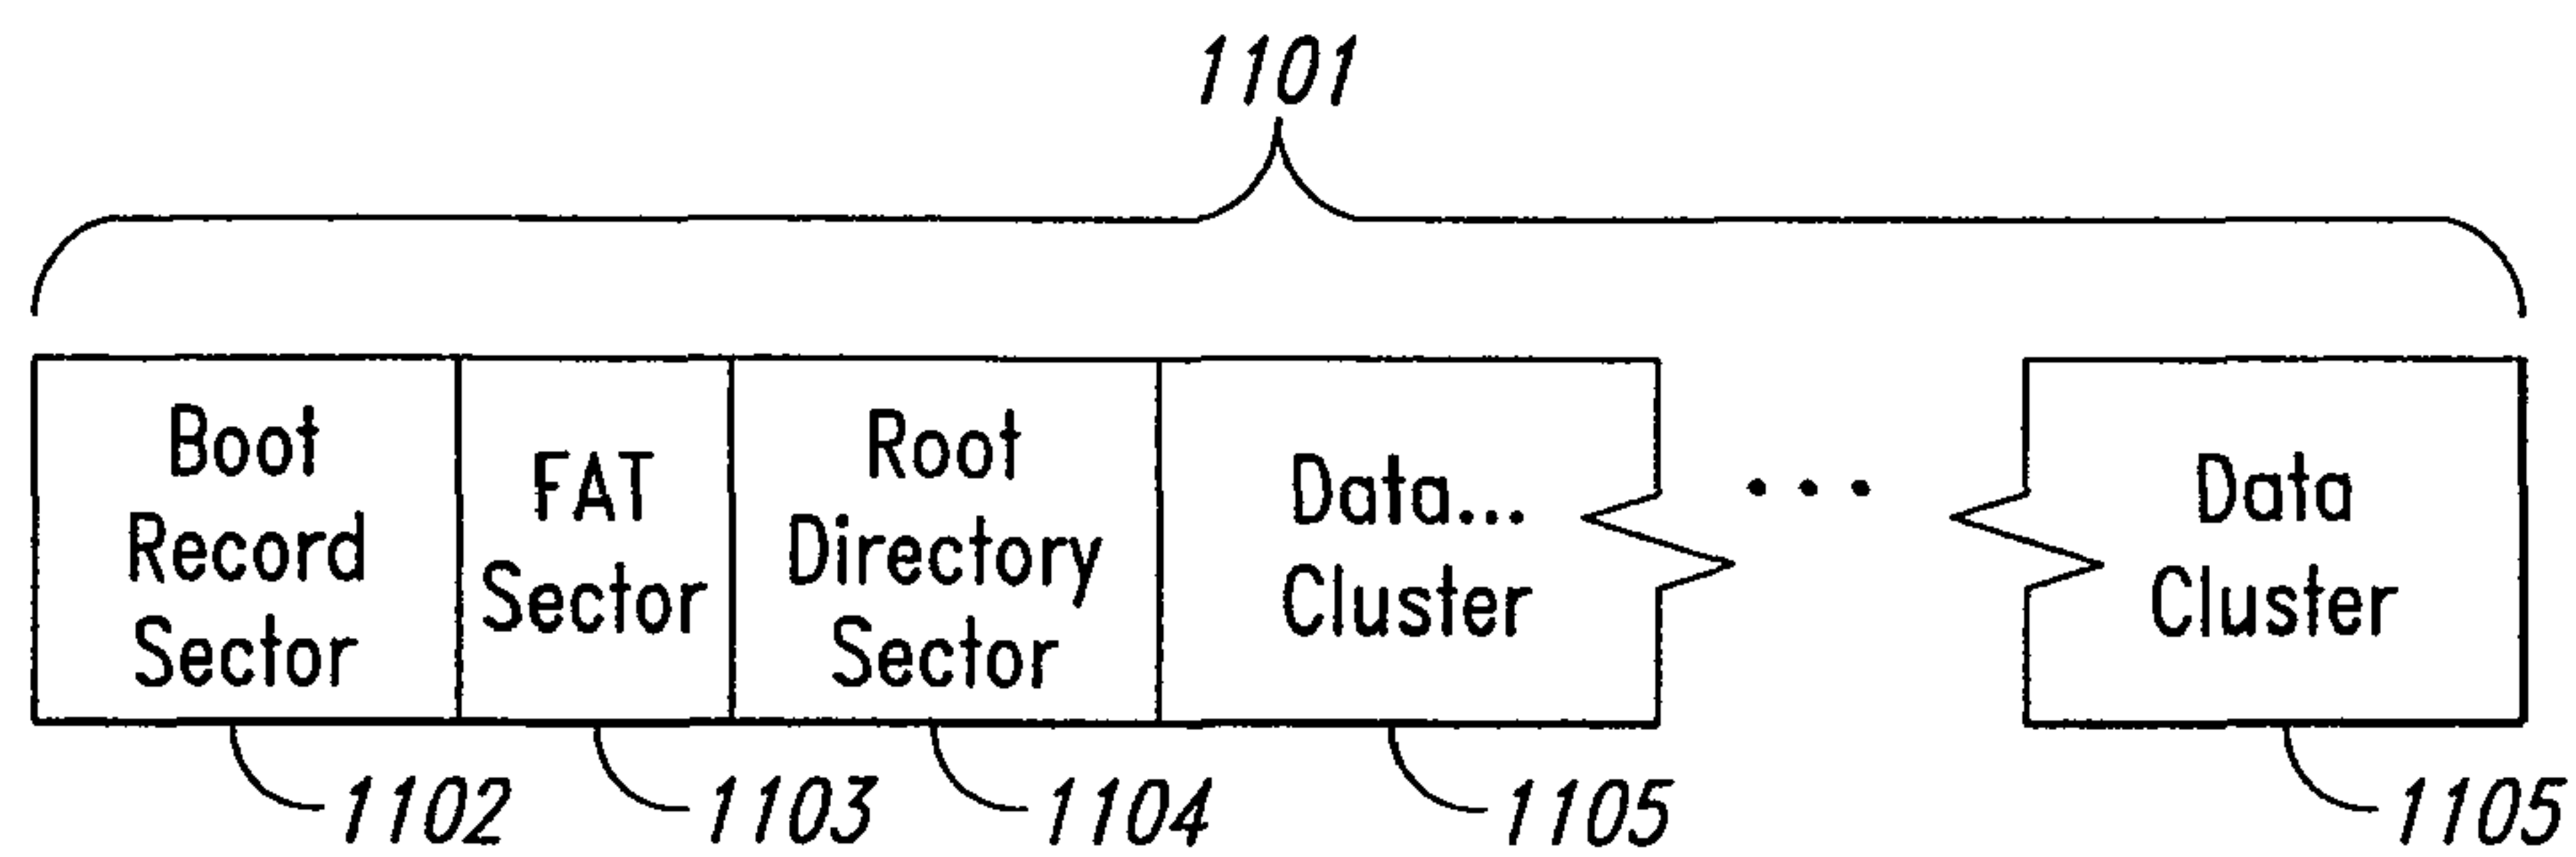 1101
Boot
Record
Sector
FAT
Sector
Root
Directory
Sector
Data...
Cluster
...
Data
Cluster
1102
1103
1104
1105
1105